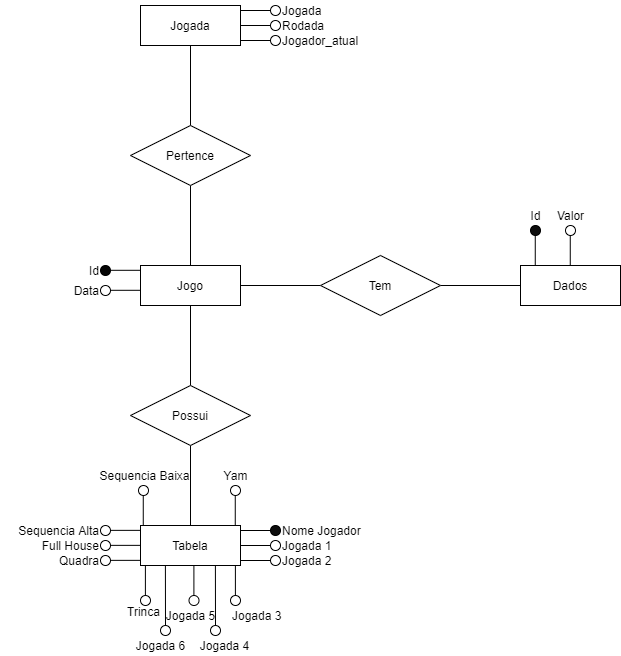 Jogada
Jogada
Rodada
Jogador_atual
Pertence
Id
Valor
Id
Data
Jogo
Tem
Dados
Possui
Sequencia Baixa
Yam
Sequencia Alta
Full House
Quadra
Tabela
Nome Jogador
Jogada 1
Jogada 2
Trinca
Jogada 5
Jogada 3
Jogada 6
Jogada 4